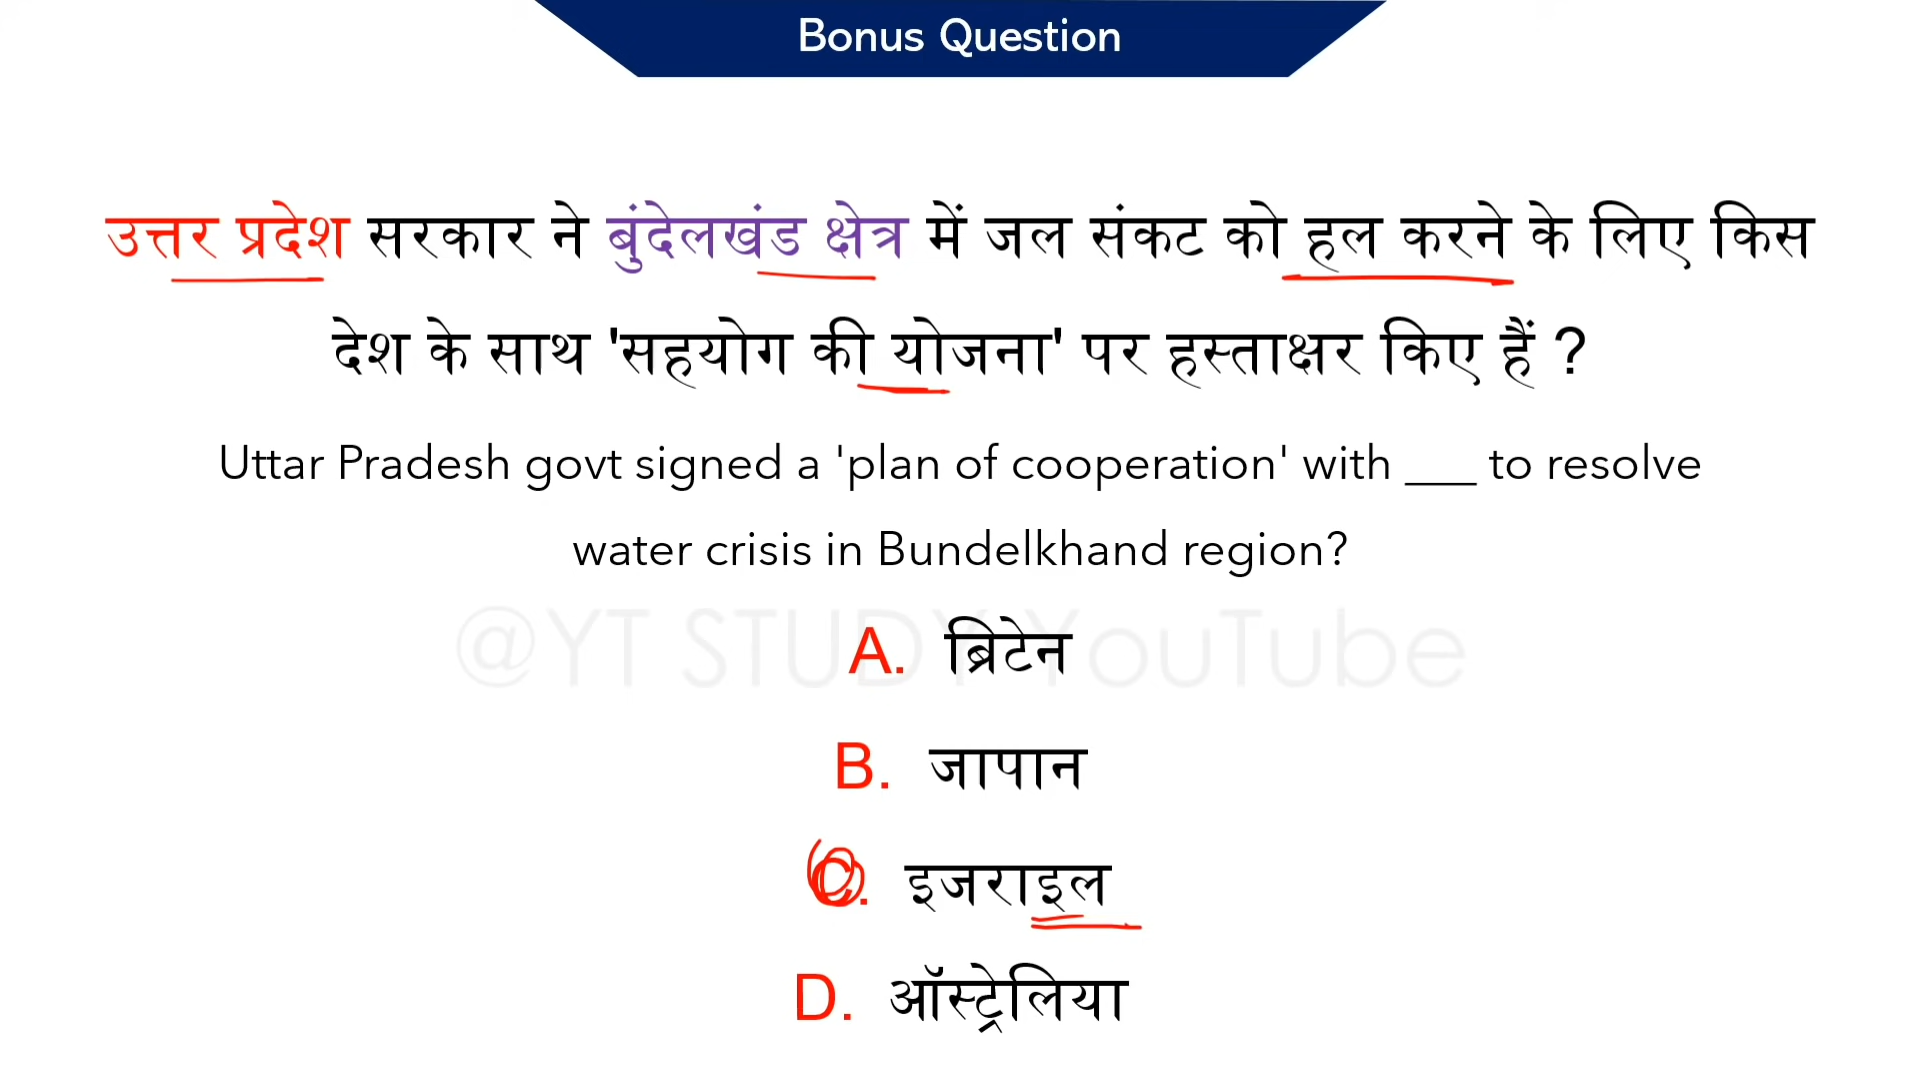 Bonus Question
उत्तर प्रदेश सरकार ने बुंदेलखंड क्षेत्र में जल संकट को हल करने के लिए किस
देश के साथ 'सहयोग की योजना' पर हस्ताक्षर किए हैं ?
Uttar Pradesh govt signed a 'plan of cooperation' with ___ to resolve
water crisis in Bundelkhand region?
@YT STUDY YouTube
A. ब्रिटेन
B. जापान
C. इजराइल
D. ऑस्ट्रेलिया